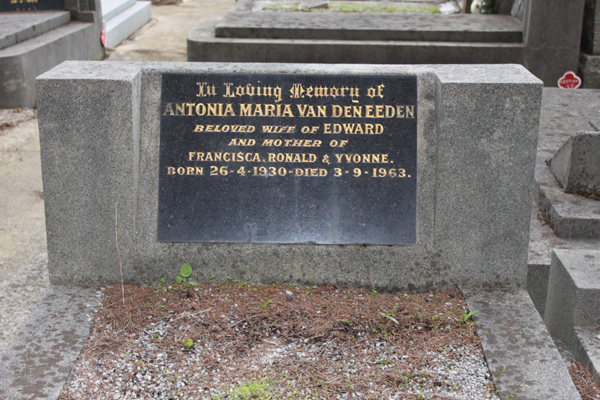 In Loving Memory of
ANTONIA MARIA VAN DEN EEDEN
BELOVED WIFE OF EDWARD
AND MOTHER OF
FRANCISCA, RONALD & YVONNE.
BORN 26-4-1930-DIED 3-9-1963.